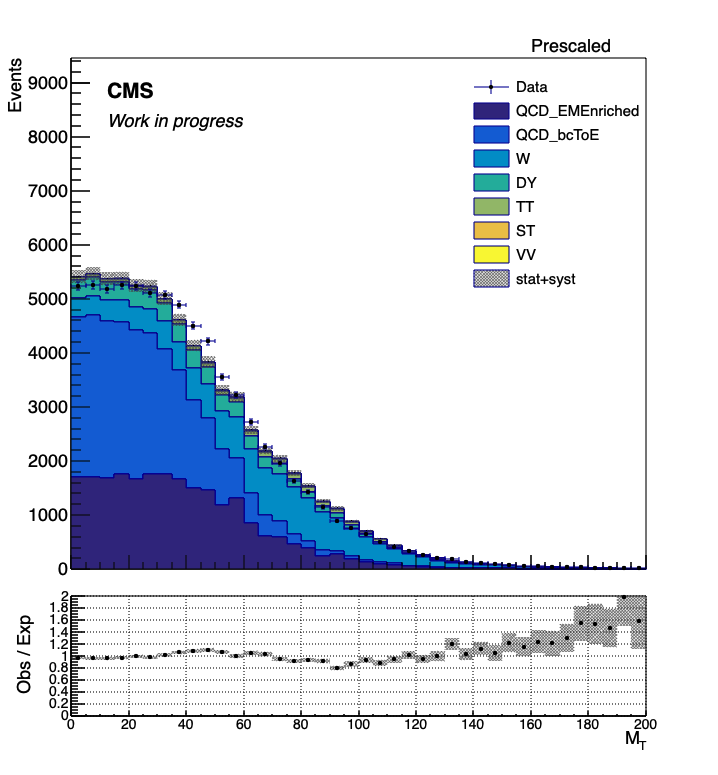 Prescaled
Events
CMS
Work in progress
Data
QCD_EMEnriched
QCD_bcToE
W
DY
TT
ST
VV
stat+syst
9000
8000
7000
6000
5000
4000
3000
2000
1000
0
Obs / Exp
2
1.8
1.6
1.4
1.2
1
0.8
0.6
0.4
0.2
0
0 20 40 60 80 100 120 140 160 180 200
M_T